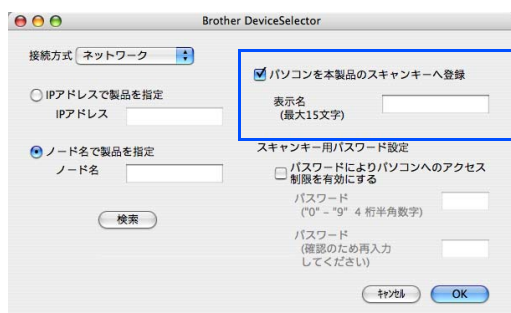 Brother DeviceSelector
接続方式 ネットワーク
IPアドレスで製品を指定
IPアドレス
ノード名で製品を指定
ノード名
検索
パソコンを本製品のスキャンキーへ登録
表示名
(最大15文字)
スキャンキー用パスワード設定
パスワードによりパソコンへのアクセス
制限を有効にする
パスワード
("0" – "9" 4 桁半角数字)
パスワード
(確認のため再入力
してください)
キャンセル OK